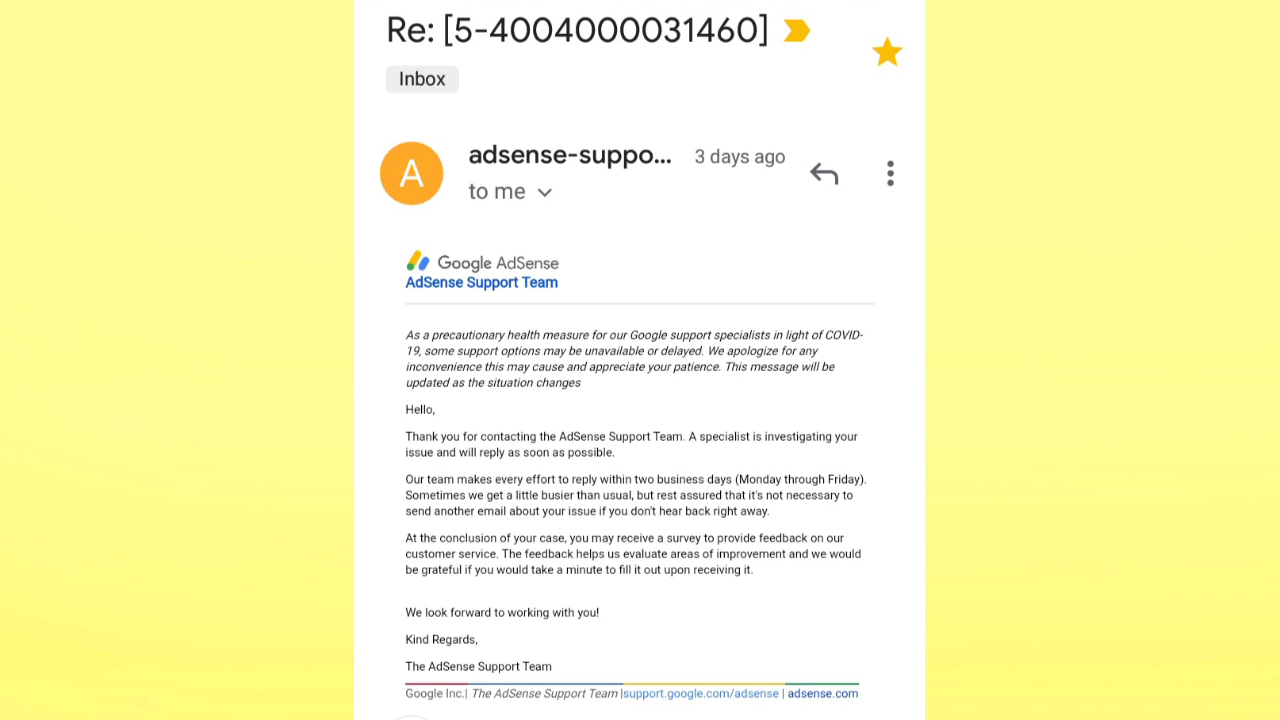 Re: [5-4004000031460]
Inbox
A
adsense-suppo... 3 days ago
to me
Google AdSense
AdSense Support Team
As a precautionary health measure for our Google support specialists in light of COVID-
19, some support options may be unavailable or delayed. We apologize for any
inconvenience this may cause and appreciate your patience. This message will be
updated as the situation changes
Hello,
Thank you for contacting the AdSense Support Team. A specialist is investigating your
issue and will reply as soon as possible.
Our team makes every effort to reply within two business days (Monday through Friday).
Sometimes we get a little busier than usual, but rest assured that it's not necessary to
send another email about your issue if you don't hear back right away.
At the conclusion of your case, you may receive a survey to provide feedback on our
customer service. The feedback helps us evaluate areas of improvement and we would
be grateful if you would take a minute to fill it out upon receiving it.
We look forward to working with you!
Kind Regards,
The AdSense Support Team
Google Inc.| The AdSense Support Team |support.google.com/adsense | adsense.com